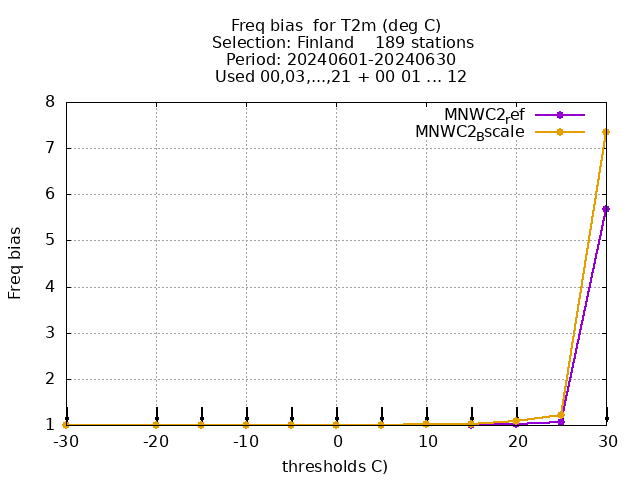 Freq bias  for T2m (deg C)
Selection: Finland    189 stations
Period: 20240601-20240630
Used 00,03,...,21 + 00 01 ... 12
MNWC2ref
MNWC2Bscale
8
7
6
5
4
3
2
1
Freq bias
-30 -20 -10 0 10 20 30
thresholds C)